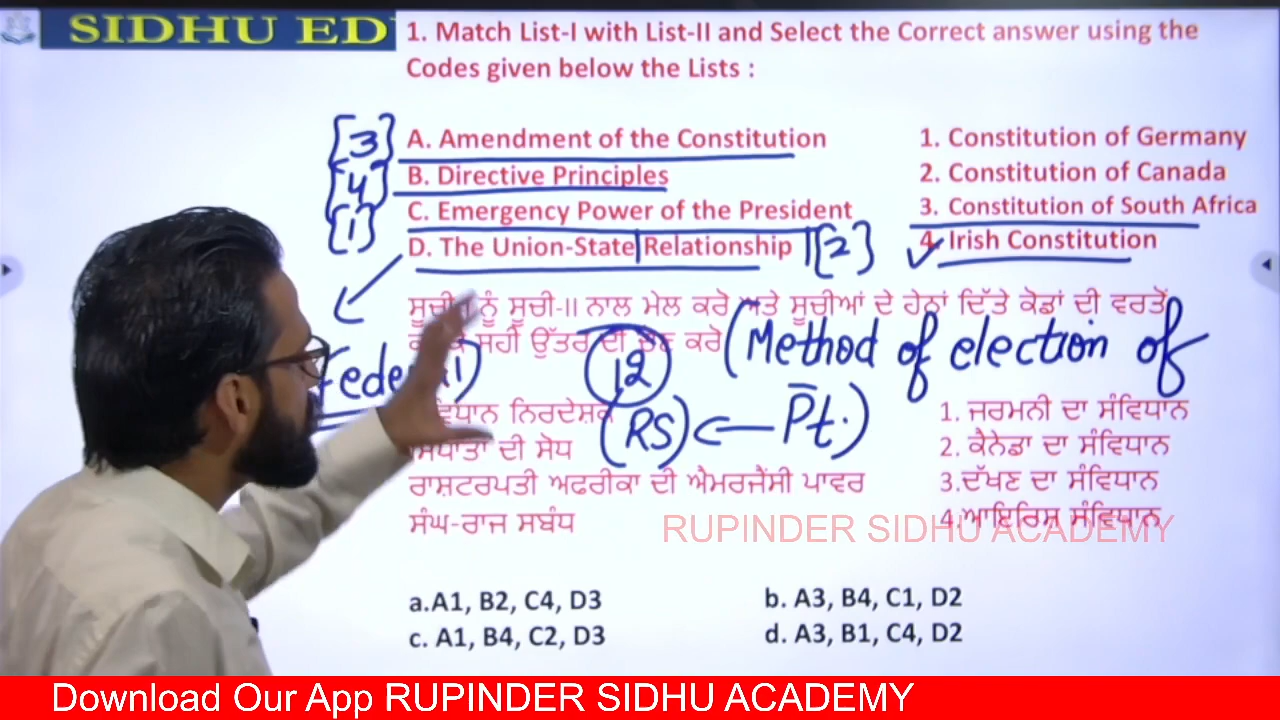 SIDHU ED
1. Match List-I with List-II and Select the Correct answer using the
Codes given below the Lists :
[3] A. Amendment of the Constitution
[4] B. Directive Principles
[1] C. Emergency Power of the President
D. The Union-State Relationship [2]
1. Constitution of Germany
2. Constitution of Canada
3. Constitution of South Africa
4. Irish Constitution
ਨੂੰ ਸੂਚੀ-II ਨਾਲ ਮੇਲ ਕਰੋ ਅਤੇ ਸੂਚੀਆਂ ਦੇ ਹੇਠਾਂ ਦਿੱਤੇ ਕੋਡਾਂ ਦੀ ਵਰਤੋਂ
ਸਹੀ ਉੱਤਰ ਦੀ ਚੋਣ ਕਰੋ
(Method of election of
12
(RS) ← Pt.)
ਨਿਰਦੇਸ਼ਕ
ਦੀ ਸੋਧ
ਰਾਸ਼ਟਰਪਤੀ ਅਫਰੀਕਾ ਦੀ ਐਮਰਜੈਂਸੀ ਪਾਵਰ
ਸੰਘ-ਰਾਜ ਸਬੰਧ
1. ਜਰਮਨੀ ਦਾ ਸੰਵਿਧਾਨ
2. ਕੈਨੇਡਾ ਦਾ ਸੰਵਿਧਾਨ
3.ਦੱਖਣ ਦਾ ਸੰਵਿਧਾਨ
4.ਆਇਰਿਸ਼ ਸੰਵਿਧਾਨ
RUPINDER SIDHU ACADEMY
a.A1, B2, C4, D3
b. A3, B4, C1, D2
c. A1, B4, C2, D3
d. A3, B1, C4, D2
Download Our App RUPINDER SIDHU ACADEMY